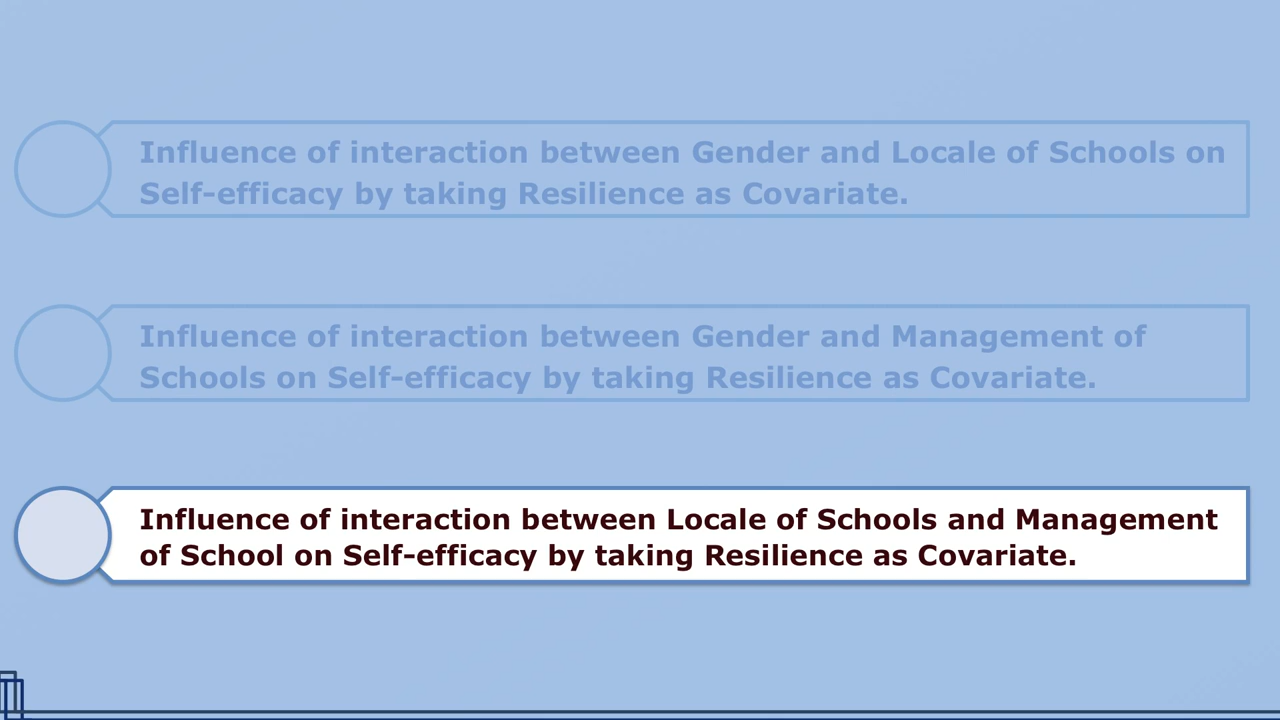 Influence of interaction between Gender and Locale of Schools on
Self-efficacy by taking Resilience as Covariate.
Influence of interaction between Gender and Management of
Schools on Self-efficacy by taking Resilience as Covariate.
Influence of interaction between Locale of Schools and Management
of School on Self-efficacy by taking Resilience as Covariate.